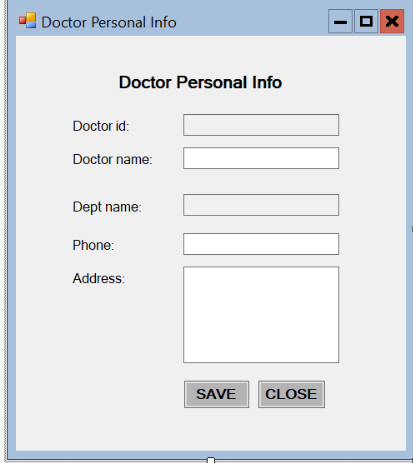 Doctor Personal Info
Doctor Personal Info
Doctor id:
Doctor name:
Dept name:
Phone:
Address:
SAVE CLOSE